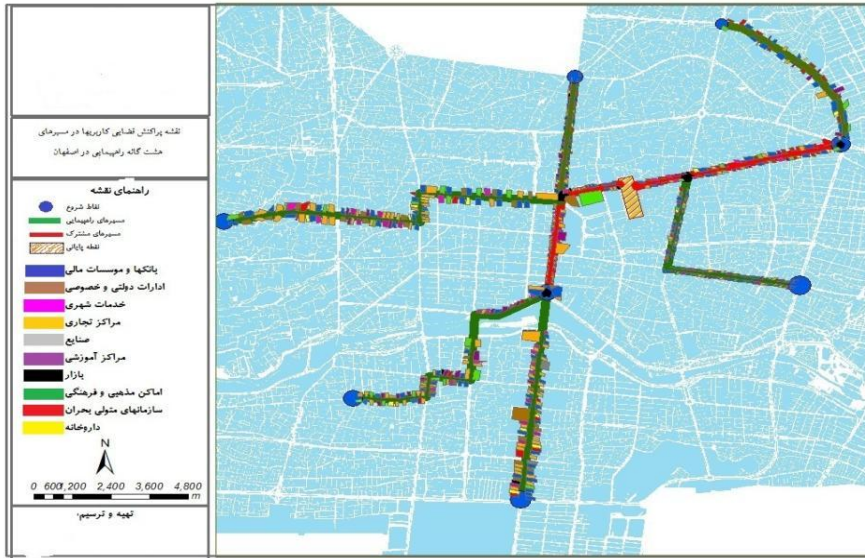 نقشه پراکنش فضایی کاربریها در مسیرهای
هشت گانه راهپیمایی در اصفهان
راهنمای نقشه
نقاط شروع
مسیرهای راهپیمایی
مسیرهای مشترک
نقطه پایانی
بانکها و موسسات مالی
ادارات دولتی و خصوصی
خدمات شهری
مراکز تجاری
صنایع
مراکز آموزشی
بازار
اماکن مذهبی و فرهنگی
سازمانهای متولی بحران
داروخانه
N
0 600 1,200 2,400 3,600 4,800
m
تهیه و ترسیم: